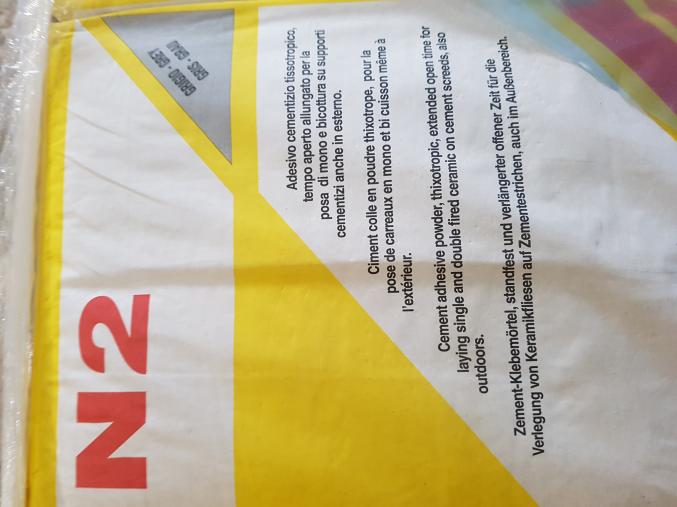 GRIGIO - GREY
GRIS - GRAU
N2
Adesivo cementizio tissotropico,
tempo aperto allungato per la
posa di mono e bicottura su supporti
cementizi anche in esterno.
Ciment colle en poudre thixotrope, pour la
pose de carreaux en mono et bi cuisson même à
l'extérieur.
Cement adhesive powder, thixotropic, extended open time for
laying single and double fired ceramic on cement screeds, also
outdoors.
Zement-Klebemörtel, standfest und verlängerter offener Zeit für die
Verlegung von Keramikfliesen auf Zementestrichen, auch im Außenbereich.